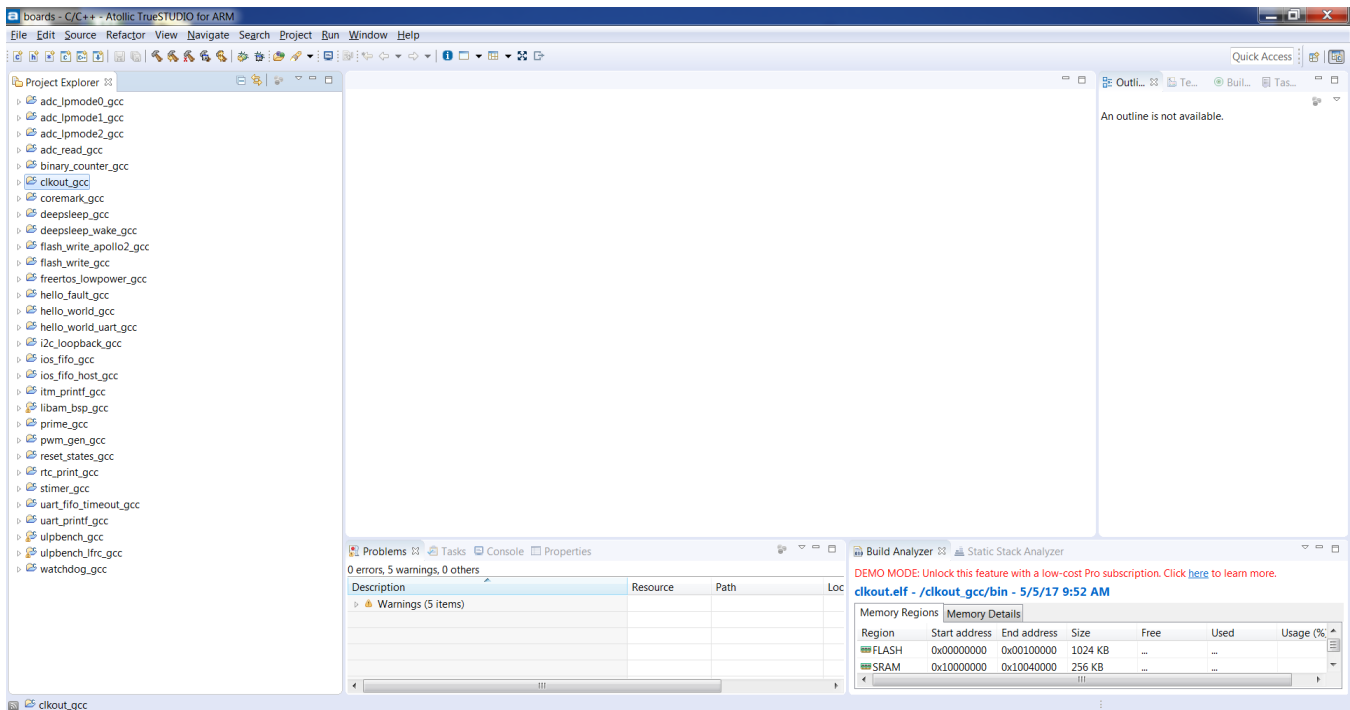 boards - C/C++ - Atollic TrueSTUDIO for ARM
File Edit Source Refactor View Navigate Search Project Run Window Help
Quick Access
Project Explorer
adc_lpmode0_gcc
adc_lpmode1_gcc
adc_lpmode2_gcc
adc_read_gcc
binary_counter_gcc
clkout_gcc
coremark_gcc
deepsleep_gcc
deepsleep_wake_gcc
flash_write_apollo2_gcc
flash_write_gcc
freertos_lowpower_gcc
hello_fault_gcc
hello_world_gcc
hello_world_uart_gcc
i2c_loopback_gcc
ios_fifo_gcc
ios_fifo_host_gcc
itm_printf_gcc
libam_bsp_gcc
prime_gcc
pwm_gen_gcc
reset_states_gcc
rtc_print_gcc
stimer_gcc
uart_fifo_timeout_gcc
uart_printf_gcc
ulpbench_gcc
ulpbench_lfrc_gcc
watchdog_gcc
Outli... Te... Buil... Tas...
An outline is not available.
Problems Tasks Console Properties
0 errors, 5 warnings, 0 others
Description Resource Path Loc
Warnings (5 items)
Build Analyzer Static Stack Analyzer
DEMO MODE: Unlock this feature with a low-cost Pro subscription. Click here to learn more.
clkout.elf - /clkout_gcc/bin - 5/5/17 9:52 AM
Memory Regions Memory Details
Region Start address End address Size Free Used Usage (%)
FLASH 0x00000000 0x00100000 1024 KB ... ...
SRAM 0x10000000 0x10040000 256 KB ... ...
clkout_gcc